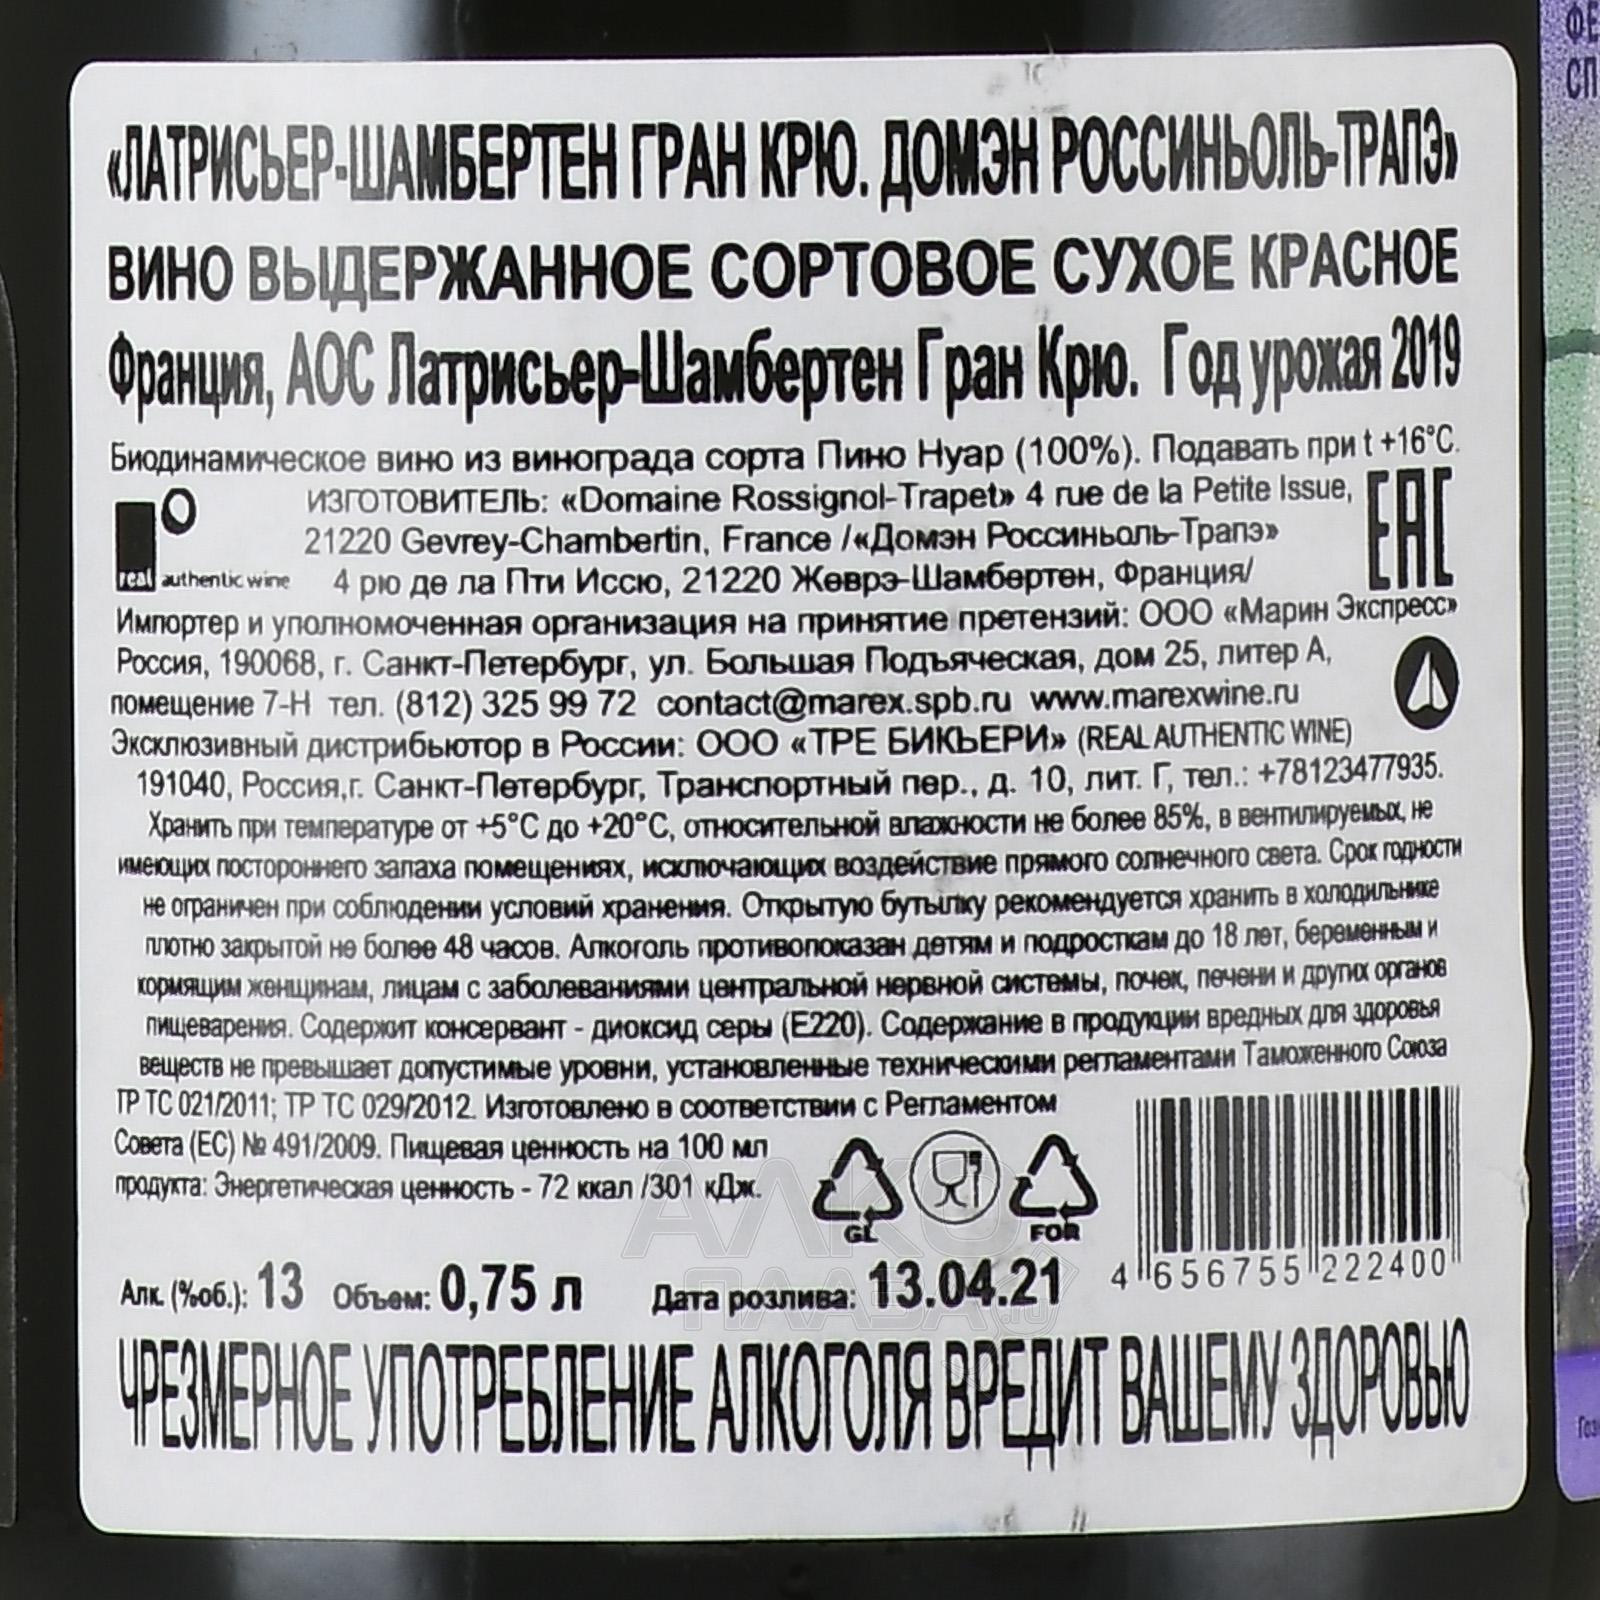 «ЛАТРИСЬЕР-ШАМБЕРТЕН ГРАН КРЮ. ДОМЭН РОССИНЬОЛЬ-ТРАПЭ»
ВИНО ВЫДЕРЖАННОЕ СОРТОВОЕ СУХОЕ КРАСНОЕ
Франция, АОС Латрисьер-Шамбертен Гран Крю. Год урожая 2019
Биодинамическое вино из винограда сорта Пино Нуар (100%). Подавать при t +16°C.
ИЗГОТОВИТЕЛЬ: «Domaine Rossignol-Trapet» 4 rue de la Petite Issue,
21220 Gevrey-Chambertin, France /«Домэн Россиньоль-Трапэ»
real authentic wine 4 рю де ла Пти Иссю, 21220 Жеврэ-Шамбертен, Франция/
EAC
Импортер и уполномоченная организация на принятие претензий: ООО «Марин Экспресс»
Россия, 190068, г. Санкт-Петербург, ул. Большая Подъяческая, дом 25, литер А,
помещение 7-Н тел. (812) 325 99 72 contact@marex.spb.ru www.marexwine.ru
Эксклюзивный дистрибьютор в России: ООО «ТРЕ БИКЬЕРИ» (REAL AUTHENTIC WINE)
191040, Россия,г. Санкт-Петербург, Транспортный пер., д. 10, лит. Г, тел.: +78123477935.
Хранить при температуре от +5°C до +20°C, относительной влажности не более 85%, в вентилируемых, не
имеющих постороннего запаха помещениях, исключающих воздействие прямого солнечного света. Срок годности
не ограничен при соблюдении условий хранения. Открытую бутылку рекомендуется хранить в холодильнике
плотно закрытой не более 48 часов. Алкоголь противопоказан детям и подросткам до 18 лет, беременным и
кормящим женщинам, лицам с заболеваниями центральной нервной системы, почек, печени и других органов
пищеварения. Содержит консервант - диоксид серы (E220). Содержание в продукции вредных для здоровья
веществ не превышает допустимые уровни, установленные техническими регламентами Таможенного Союза
ТР ТС 021/2011; ТР ТС 029/2012. Изготовлено в соответствии с Регламентом
Совета (ЕС) № 491/2009. Пищевая ценность на 100 мл
продукта: Энергетическая ценность - 72 ккал /301 кДж.
GL FOR
4 656755 222400
Алк. (%об.): 13 Объем: 0,75 л Дата розлива: 13.04.21
АЛКО
ПЛАЗА.ru
ЧРЕЗМЕРНОЕ УПОТРЕБЛЕНИЕ АЛКОГОЛЯ ВРЕДИТ ВАШЕМУ ЗДОРОВЬЮ
ФЕ
СП